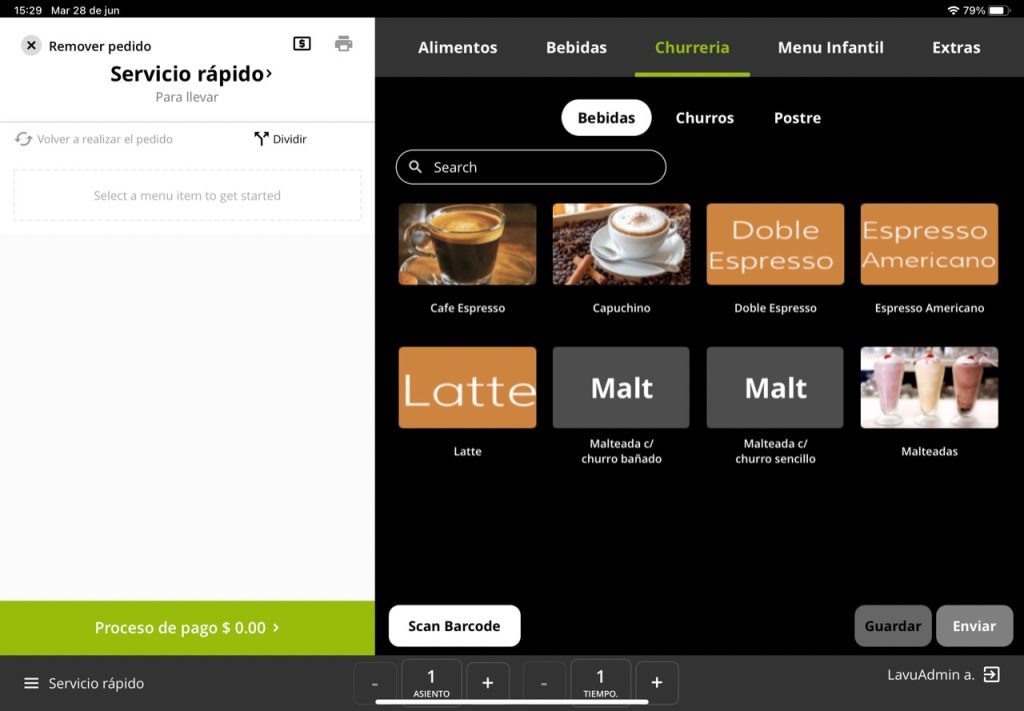 15:29 Mar 28 de jun
79%
Remover pedido
Servicio rápido›
Para llevar
Volver a realizar el pedido
Dividir
Select a menu item to get started
Proceso de pago $ 0.00 ›
Servicio rápido
Alimentos
Bebidas
Churreria
Menu Infantil
Extras
Bebidas
Churros
Postre
Search
Cafe Espresso
Capuchino
Doble
Espresso
Doble Espresso
Espresso
Americano
Espresso Americano
Latte
Latte
Malt
Malteada c/
churro bañado
Malt
Malteada c/
churro sencillo
Malteadas
Scan Barcode
Guardar
Enviar
-
1
ASIENTO
+
-
1
TIEMPO.
+
LavuAdmin a.